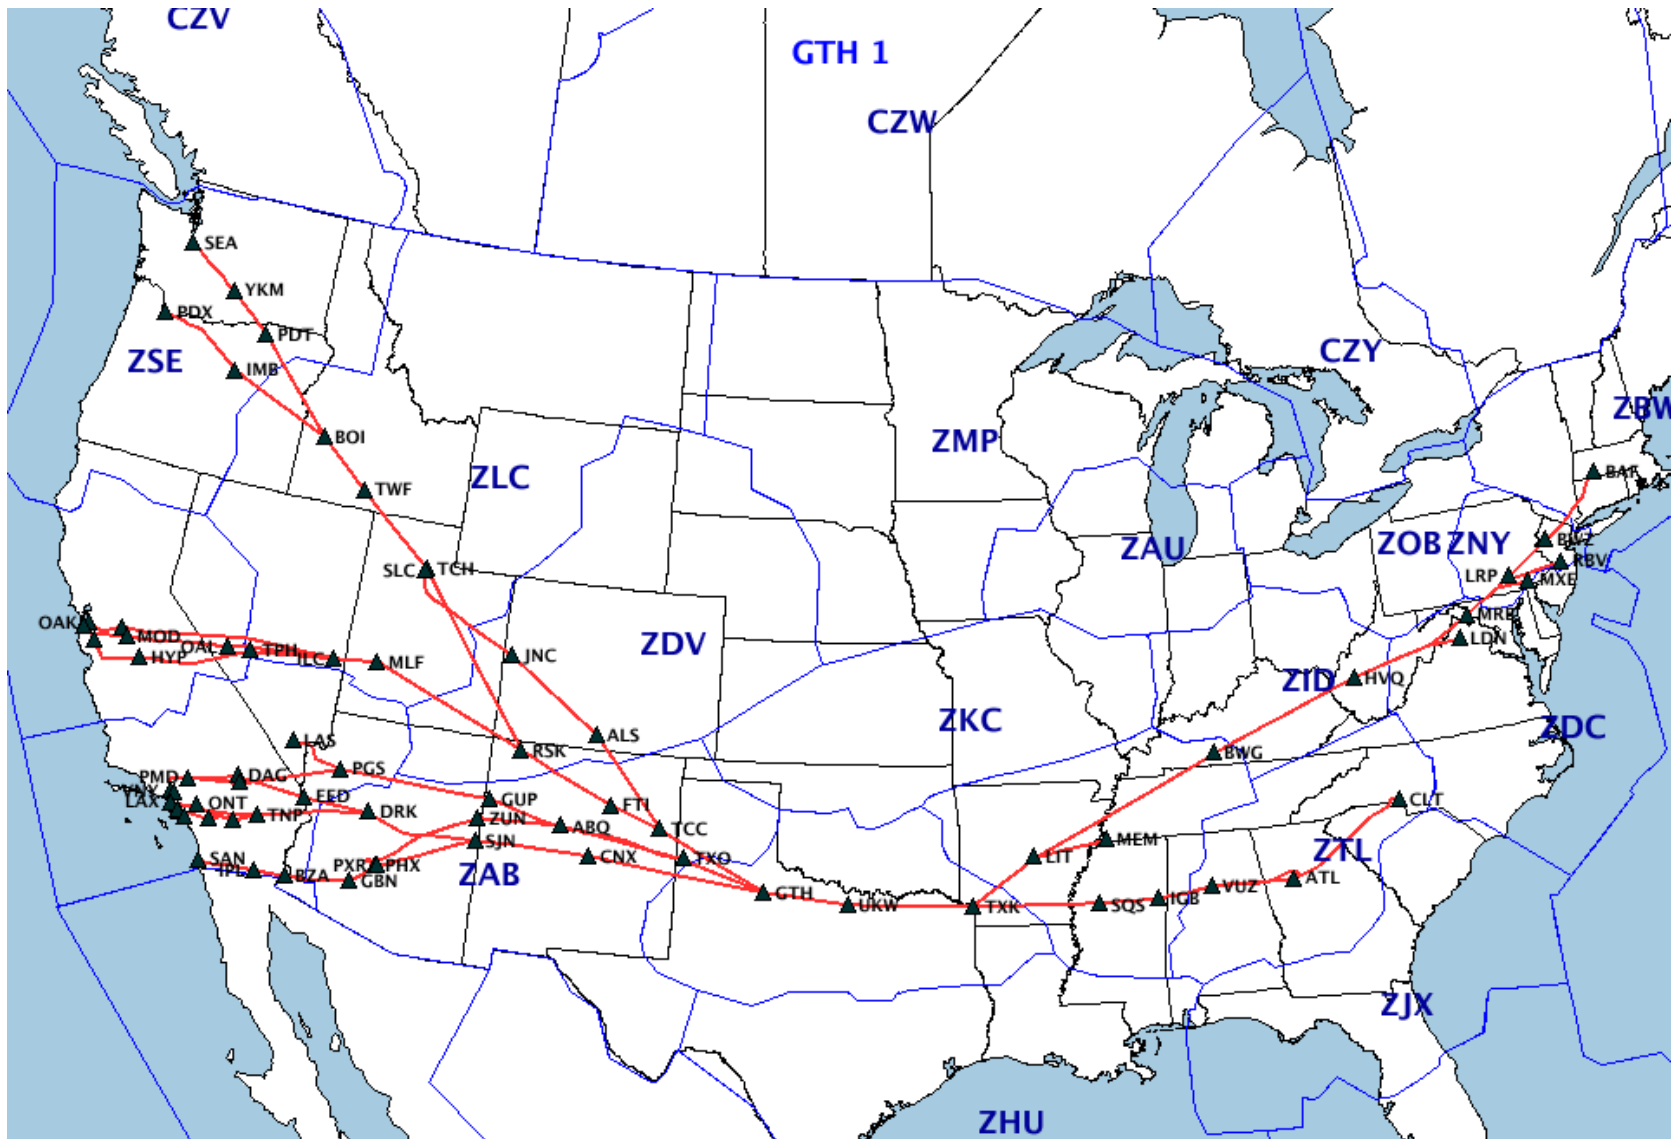 CZV
GTH 1
CZW
SEA
YKM
PDX
PDT
ZSE
IMB
CZY
ZBW
BOI
ZMP
BAF
TWF
ZLC
ZAU
ZOB
ZNY
BWZ
RBV
SLC
TCH
LRP
MXE
OAK
MRB
MOD
OAL
TPH
ZDV
LDN
HYP
ILC
MLF
JNC
ZID
HVQ
ZKC
ZDC
LAS
RSK
ALS
BWG
PMD
DAG
PGS
VNY
LAX
ONT
TNP
EED
DRK
GUP
FTI
CLT
ZUN
ABQ
TCC
SJN
MEM
SAN
IPL
BZA
PXR
PHX
GBN
ZAB
CNX
TXO
LIT
ZTL
GTH
UKW
TXK
SQS
IGB
VUZ
ATL
ZJX
ZHU